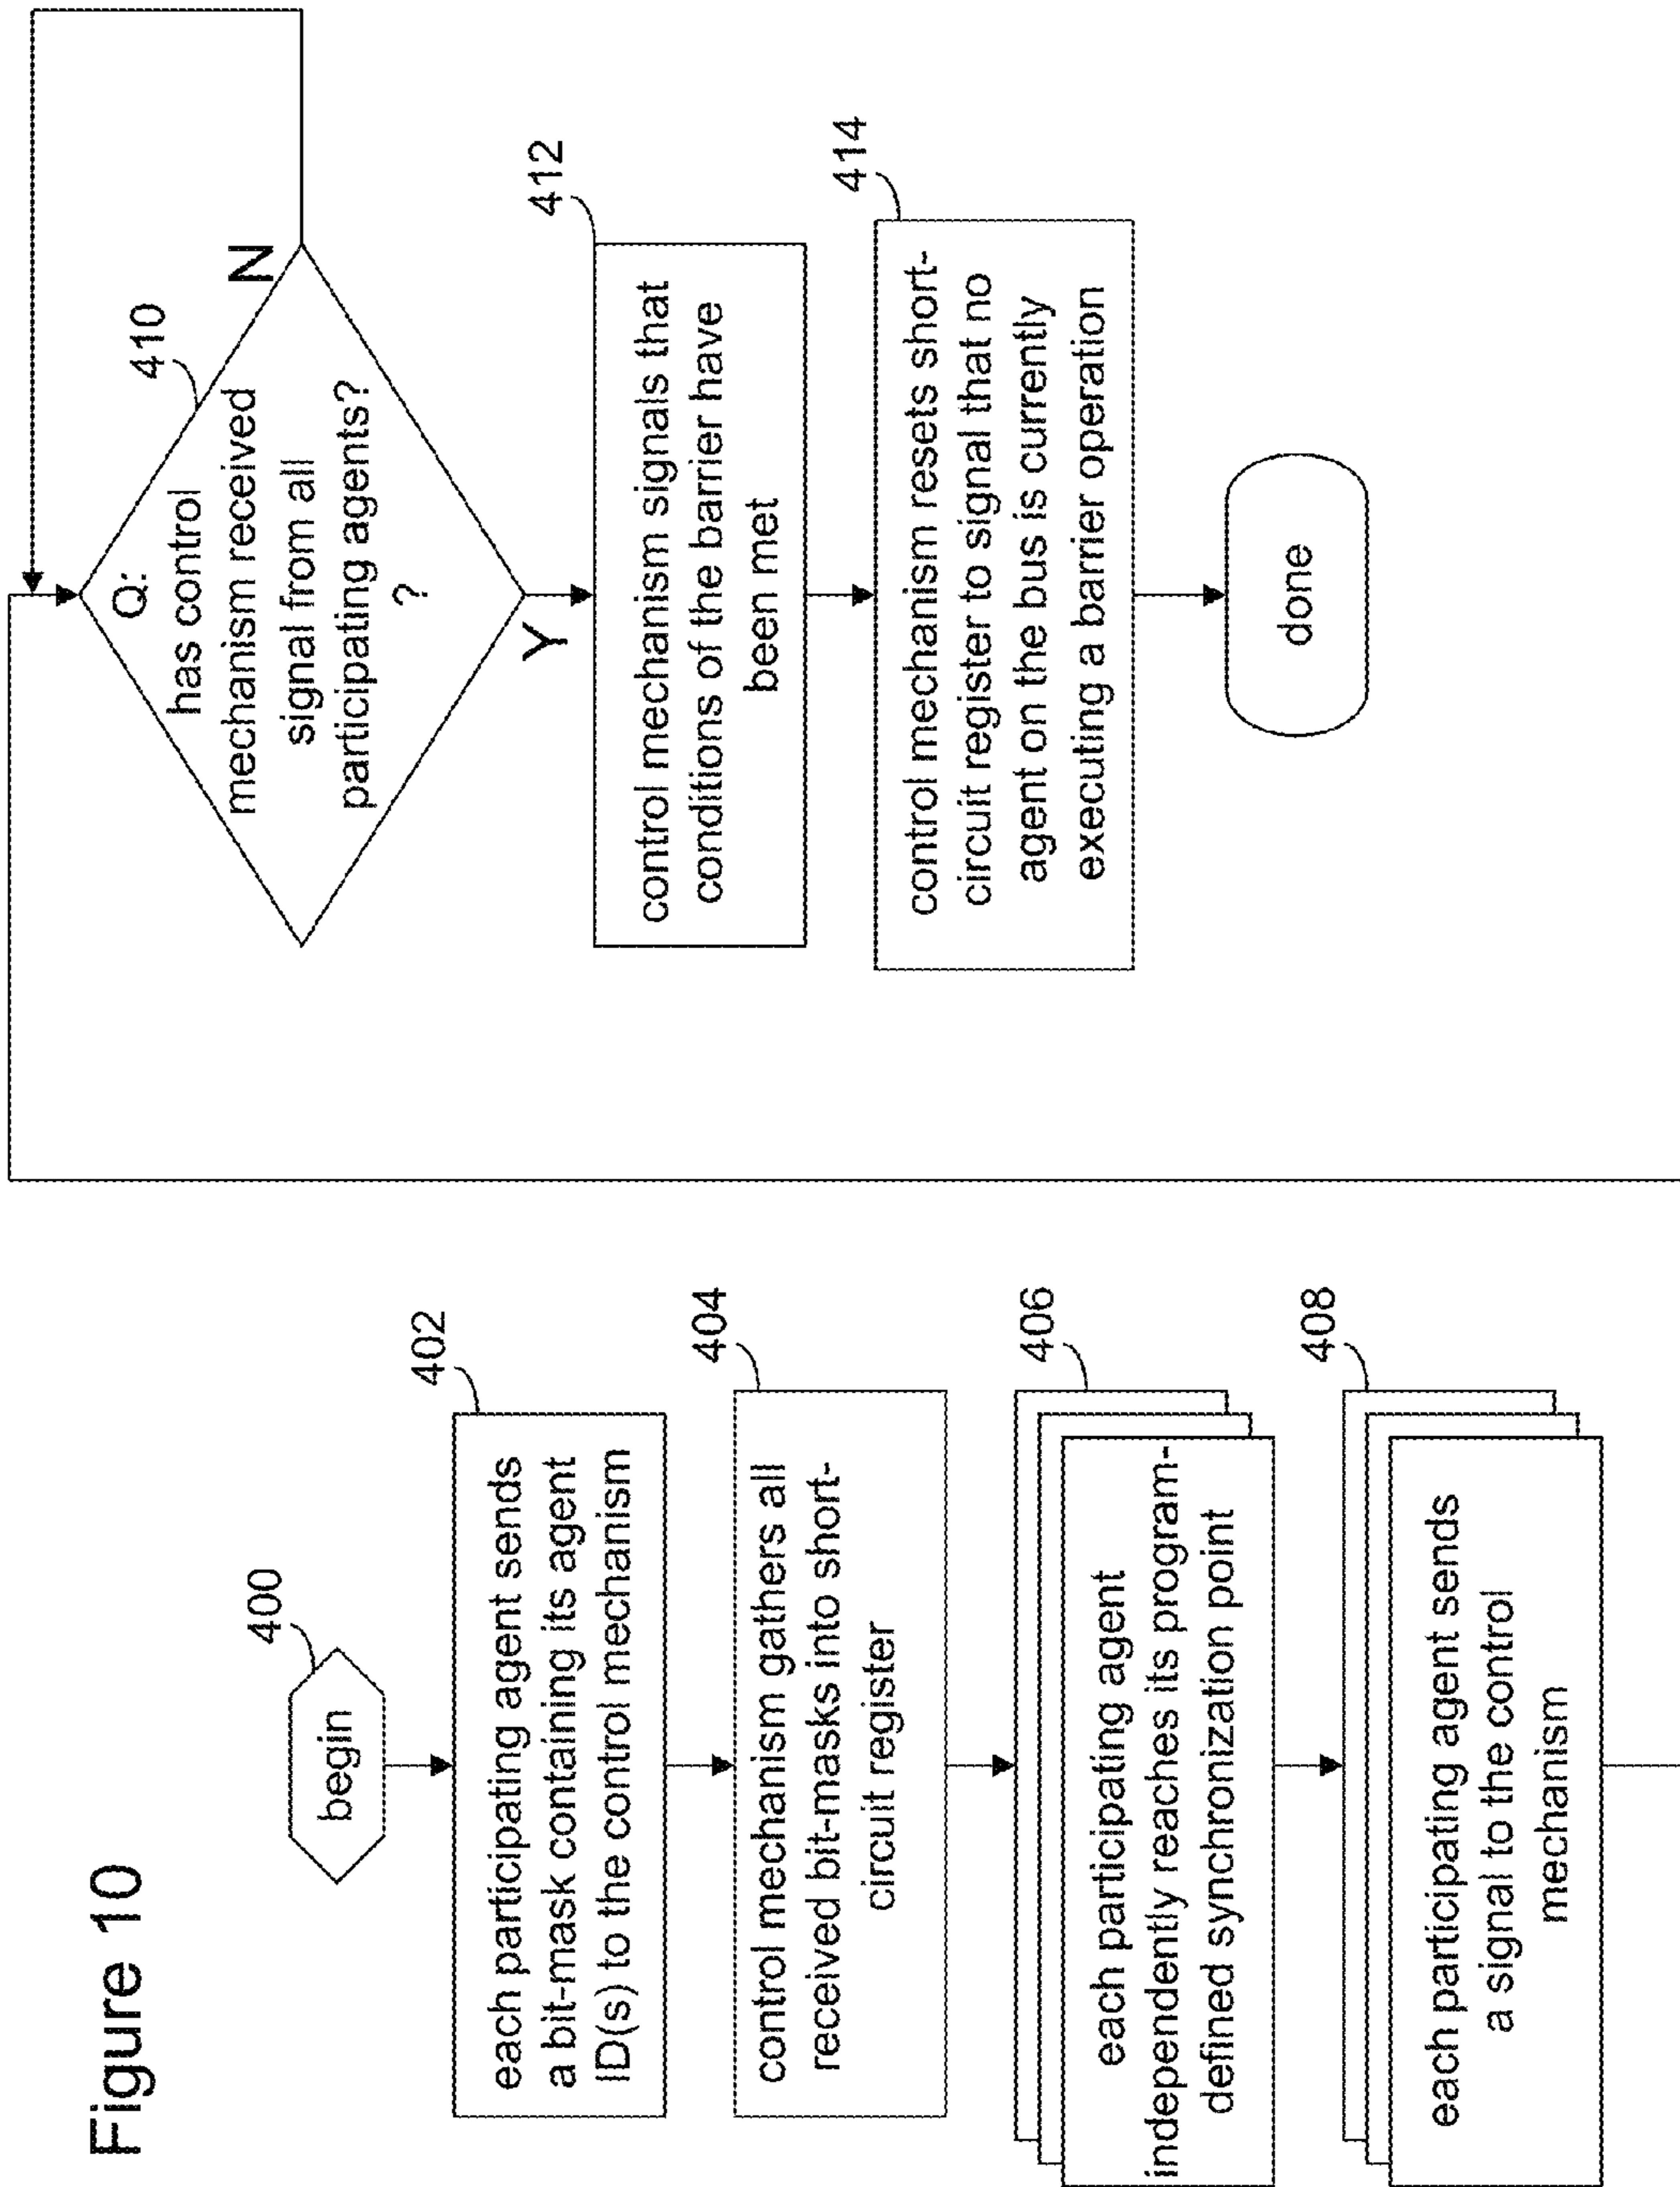 Figure 10
400
begin
402
each participating agent sends
a bit-mask containing its agent
ID(s) to the control mechanism
404
control mechanism gathers all
received bit-masks into short-
circuit register
406
each participating agent
independently reaches its program-
defined synchronization point
408
each participating agent sends
a signal to the control
mechanism
410
Q:
has control
mechanism received
signal from all
participating agents?
?
N
Y
412
control mechanism signals that
conditions of the barrier have
been met
414
control mechanism resets short-
circuit register to signal that no
agent on the bus is currently
executing a barrier operation
done